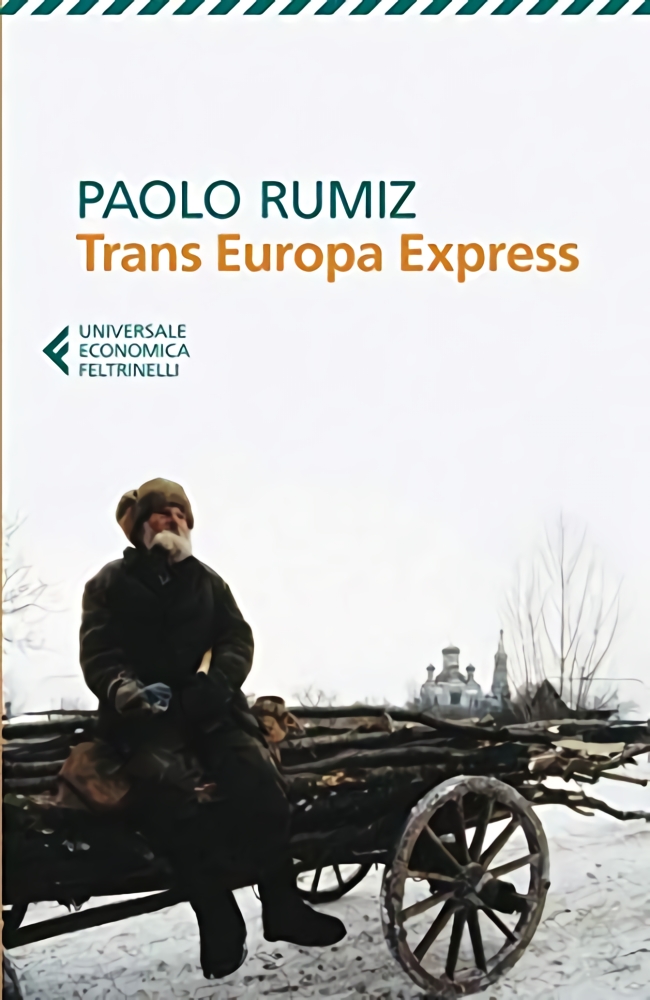 PAOLO RUMIZ
Trans Europa Express
UNIVERSALE
ECONOMICA
FELTRINELLI